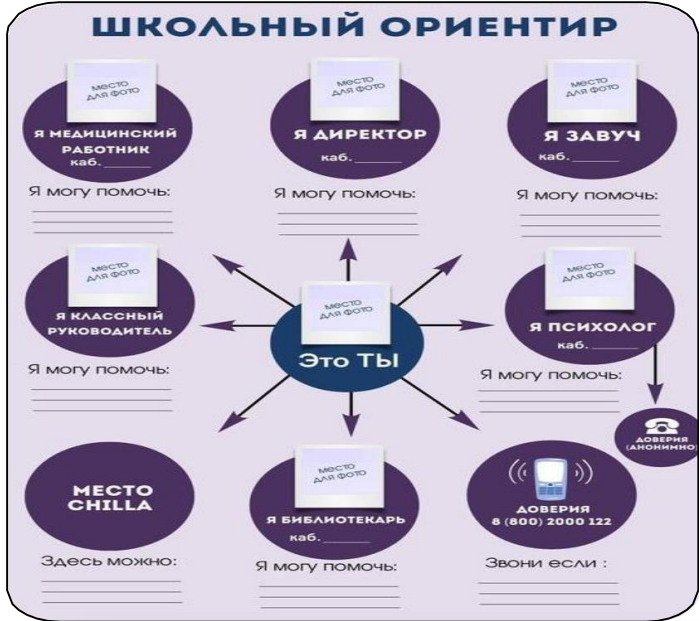 ШКОЛЬНЫЙ ОРИЕНТИР
МЕСТО
ДЛЯ ФОТО
Я МЕДИЦИНСКИЙ
РАБОТНИК
каб. ______
Я могу помочь:
МЕСТО
ДЛЯ ФОТО
Я ДИРЕКТОР
каб. ______
Я могу помочь:
МЕСТО
ДЛЯ ФОТО
Я ЗАВУЧ
каб. ______
Я могу помочь:
МЕСТО
ДЛЯ ФОТО
Я КЛАССНЫЙ
РУКОВОДИТЕЛЬ
Я могу помочь:
МЕСТО
ДЛЯ ФОТО
Это ТЫ
МЕСТО
ДЛЯ ФОТО
Я ПСИХОЛОГ
каб. ______
Я могу помочь:
ДОВЕРИЯ
(АНОНИМНО)
МЕСТО
CHILLA
Здесь можно:
МЕСТО
ДЛЯ ФОТО
Я БИБЛИОТЕКАРЬ
каб. ______
Я могу помочь:
ДОВЕРИЯ
8 (800) 2000 122
Звони если :